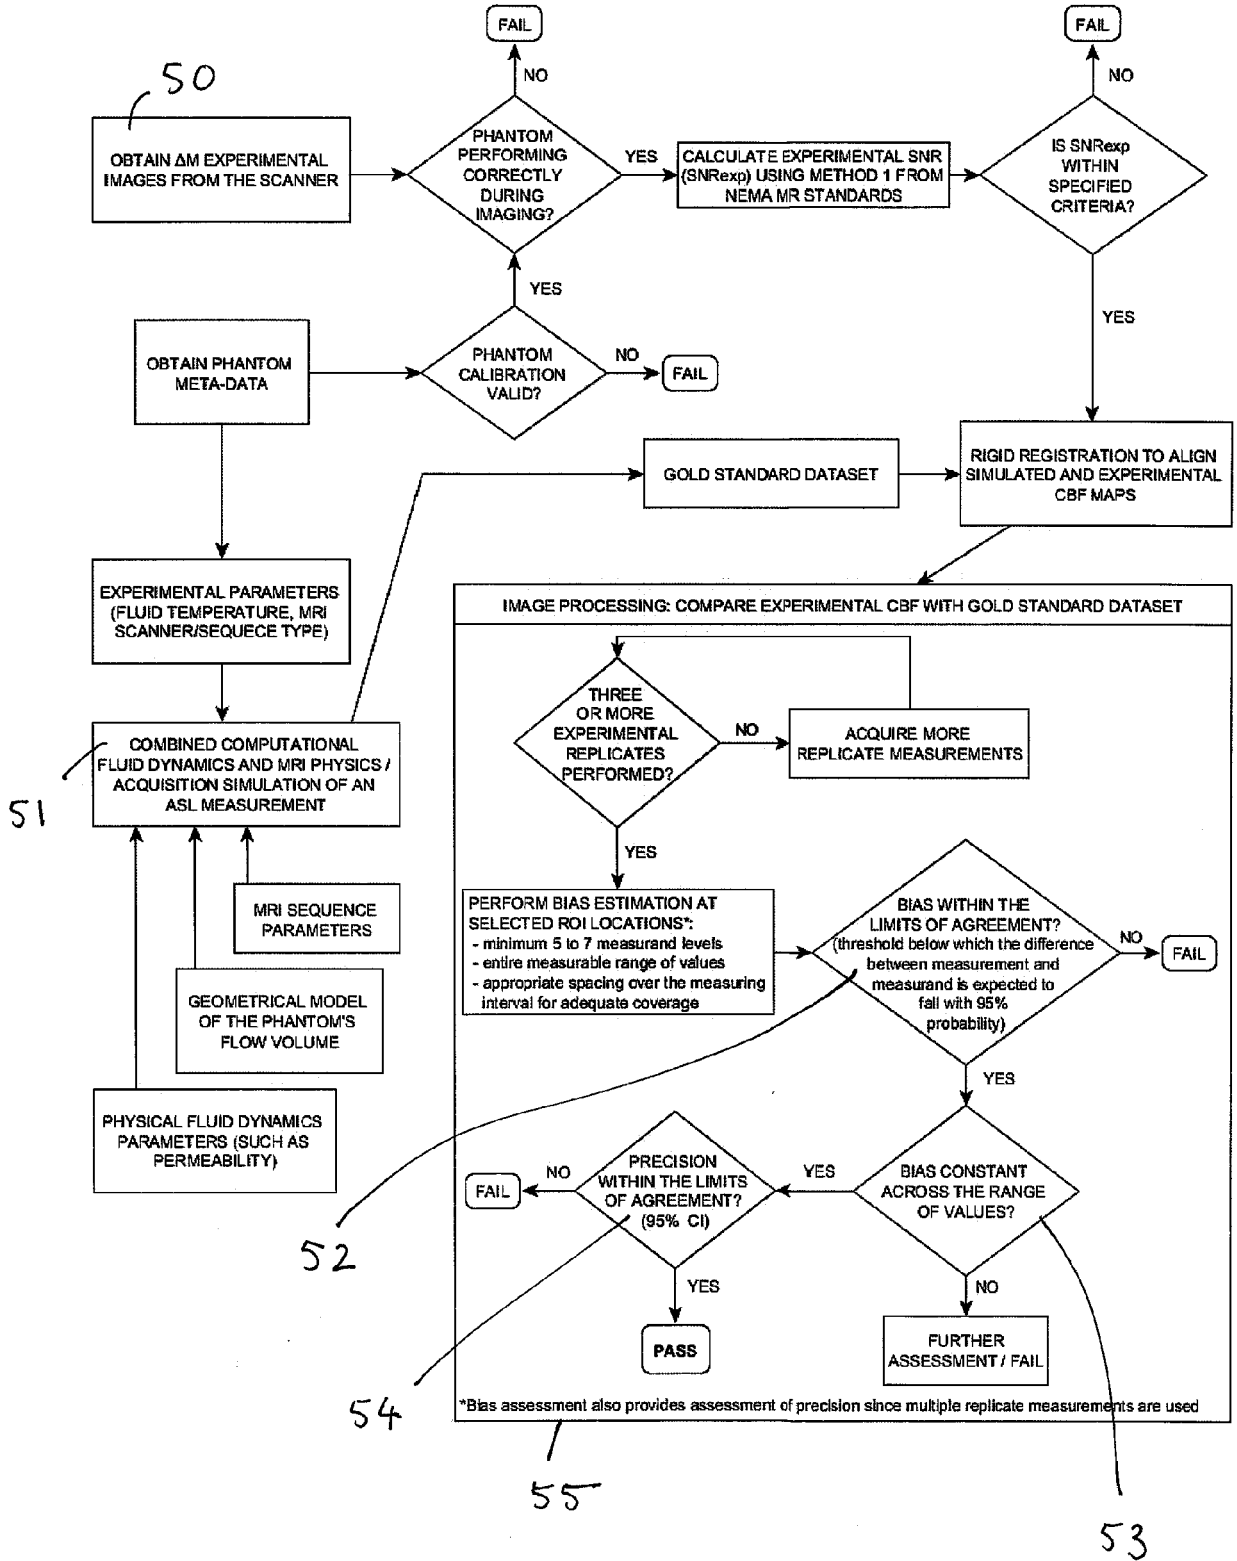 FAIL
FAIL
NO
NO
50
OBTAIN ΔM EXPERIMENTAL
IMAGES FROM THE SCANNER
PHANTOM
PERFORMING
CORRECTLY
DURING
IMAGING?
YES
CALCULATE EXPERIMENTAL SNR
(SNRexp) USING METHOD 1 FROM
NEMA MR STANDARDS
IS SNRexp
WITHIN
SPECIFIED
CRITERIA?
YES
YES
OBTAIN PHANTOM
META-DATA
PHANTOM
CALIBRATION
VALID?
NO
FAIL
GOLD STANDARD DATASET
RIGID REGISTRATION TO ALIGN
SIMULATED AND EXPERIMENTAL
CBF MAPS
EXPERIMENTAL PARAMETERS
(FLUID TEMPERATURE, MRI
SCANNER/SEQUECE TYPE)
51
COMBINED COMPUTATIONAL
FLUID DYNAMICS AND MRI PHYSICS /
ACQUISITION SIMULATION OF AN
ASL MEASUREMENT
MRI SEQUENCE
PARAMETERS
GEOMETRICAL MODEL
OF THE PHANTOM'S
FLOW VOLUME
PHYSICAL FLUID DYNAMICS
PARAMETERS (SUCH AS
PERMEABILITY)
IMAGE PROCESSING: COMPARE EXPERIMENTAL CBF WITH GOLD STANDARD DATASET
THREE
OR MORE
EXPERIMENTAL
REPLICATES
PERFORMED?
NO
ACQUIRE MORE
REPLICATE MEASUREMENTS
YES
PERFORM BIAS ESTIMATION AT
SELECTED ROI LOCATIONS*:
- minimum 5 to 7 measurand levels
- entire measurable range of values
- appropriate spacing over the measuring
interval for adequate coverage
BIAS WITHIN THE
LIMITS OF AGREEMENT?
(threshold below which the difference
between measurement and
measurand is expected to
fall with 95%
probability)
NO
FAIL
YES
52
BIAS CONSTANT
ACROSS THE RANGE
OF VALUES?
YES
PRECISION
WITHIN THE LIMITS
OF AGREEMENT?
(95% CI)
NO
FAIL
YES
PASS
NO
FURTHER
ASSESSMENT / FAIL
54
*Bias assessment also provides assessment of precision since multiple replicate measurements are used
55
53